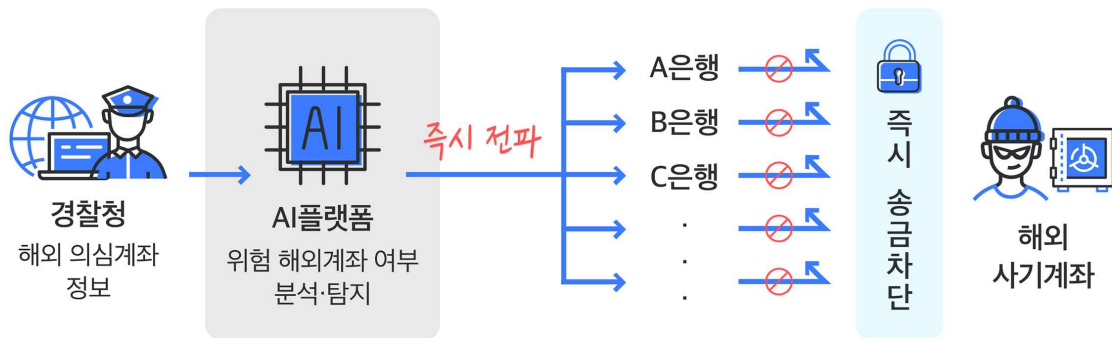 경찰청
해외 의심계좌
정보
AI
AI플랫폼
위험 해외계좌 여부
분석·탐지
즉시 전파
A은행
B은행
C은행
.
.
.
즉시 송금차단
해외
사기계좌